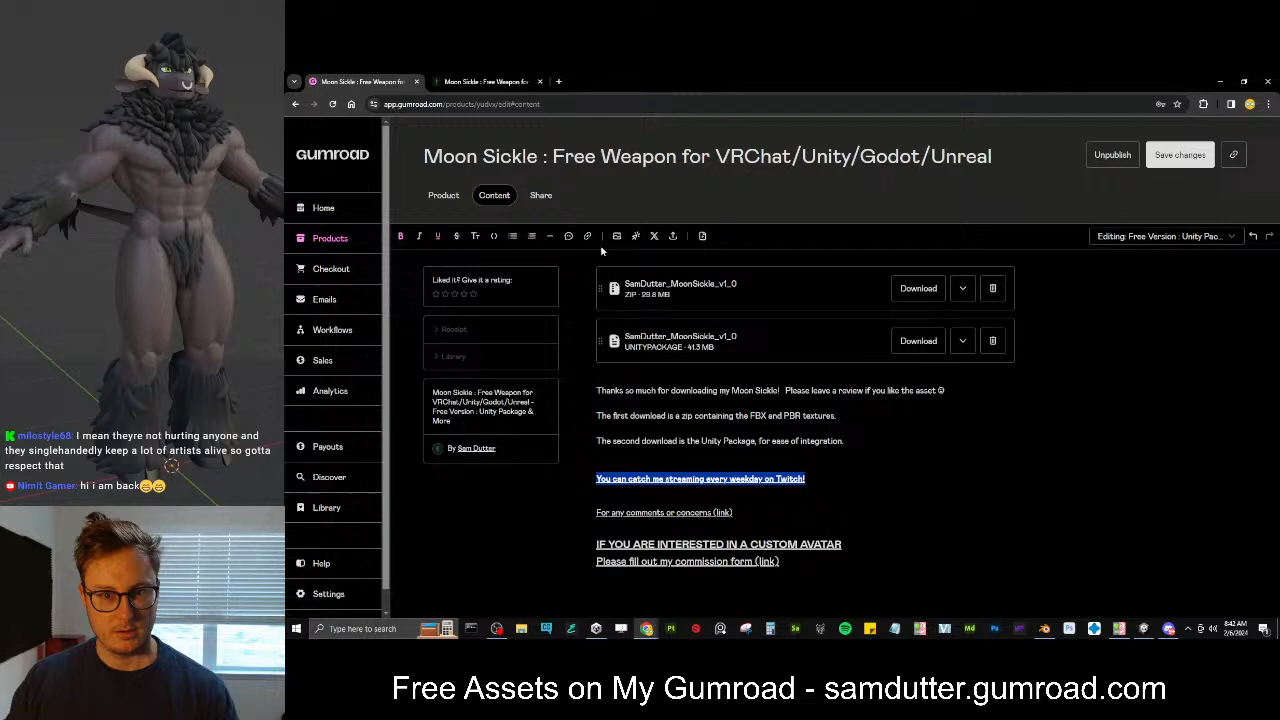 Moon Sickle : Free Weapon for
Moon Sickle : Free Weapon for
app.gumroad.com/products/yudvx/edit#content
GUMROAD
Moon Sickle : Free Weapon for VRChat/Unity/Godot/Unreal
Unpublish
Save changes
Product
Content
Share
Home
Products
Checkout
Emails
Workflows
Sales
Analytics
Payouts
Discover
Library
Help
Settings
Editing: Free Version : Unity Pac...
Liked it? Give it a rating:
Receipt
Library
Moon Sickle : Free Weapon for
VRChat/Unity/Godot/Unreal -
Free Version : Unity Package &
More
By Sam Dutter
SamDutter_MoonSickle_v1_0
ZIP · 29.8 MB
Download
SamDutter_MoonSickle_v1_0
UNITYPACKAGE · 41.3 MB
Download
Thanks so much for downloading my Moon Sickle! Please leave a review if you like the asset
The first download is a zip containing the FBX and PBR textures.
The second download is the Unity Package, for ease of integration.
You can catch me streaming every weekday on Twitch!
For any comments or concerns (link)
IF YOU ARE INTERESTED IN A CUSTOM AVATAR
Please fill out my commission form (link)
milostyle68: I mean theyre not hurting anyone and
they singlehandedly keep a lot of artists alive so gotta
respect that
Nimit Gamer: hi i am back😄😄
Type here to search
8:42 AM
2/6/2024
Free Assets on My Gumroad - samdutter.gumroad.com